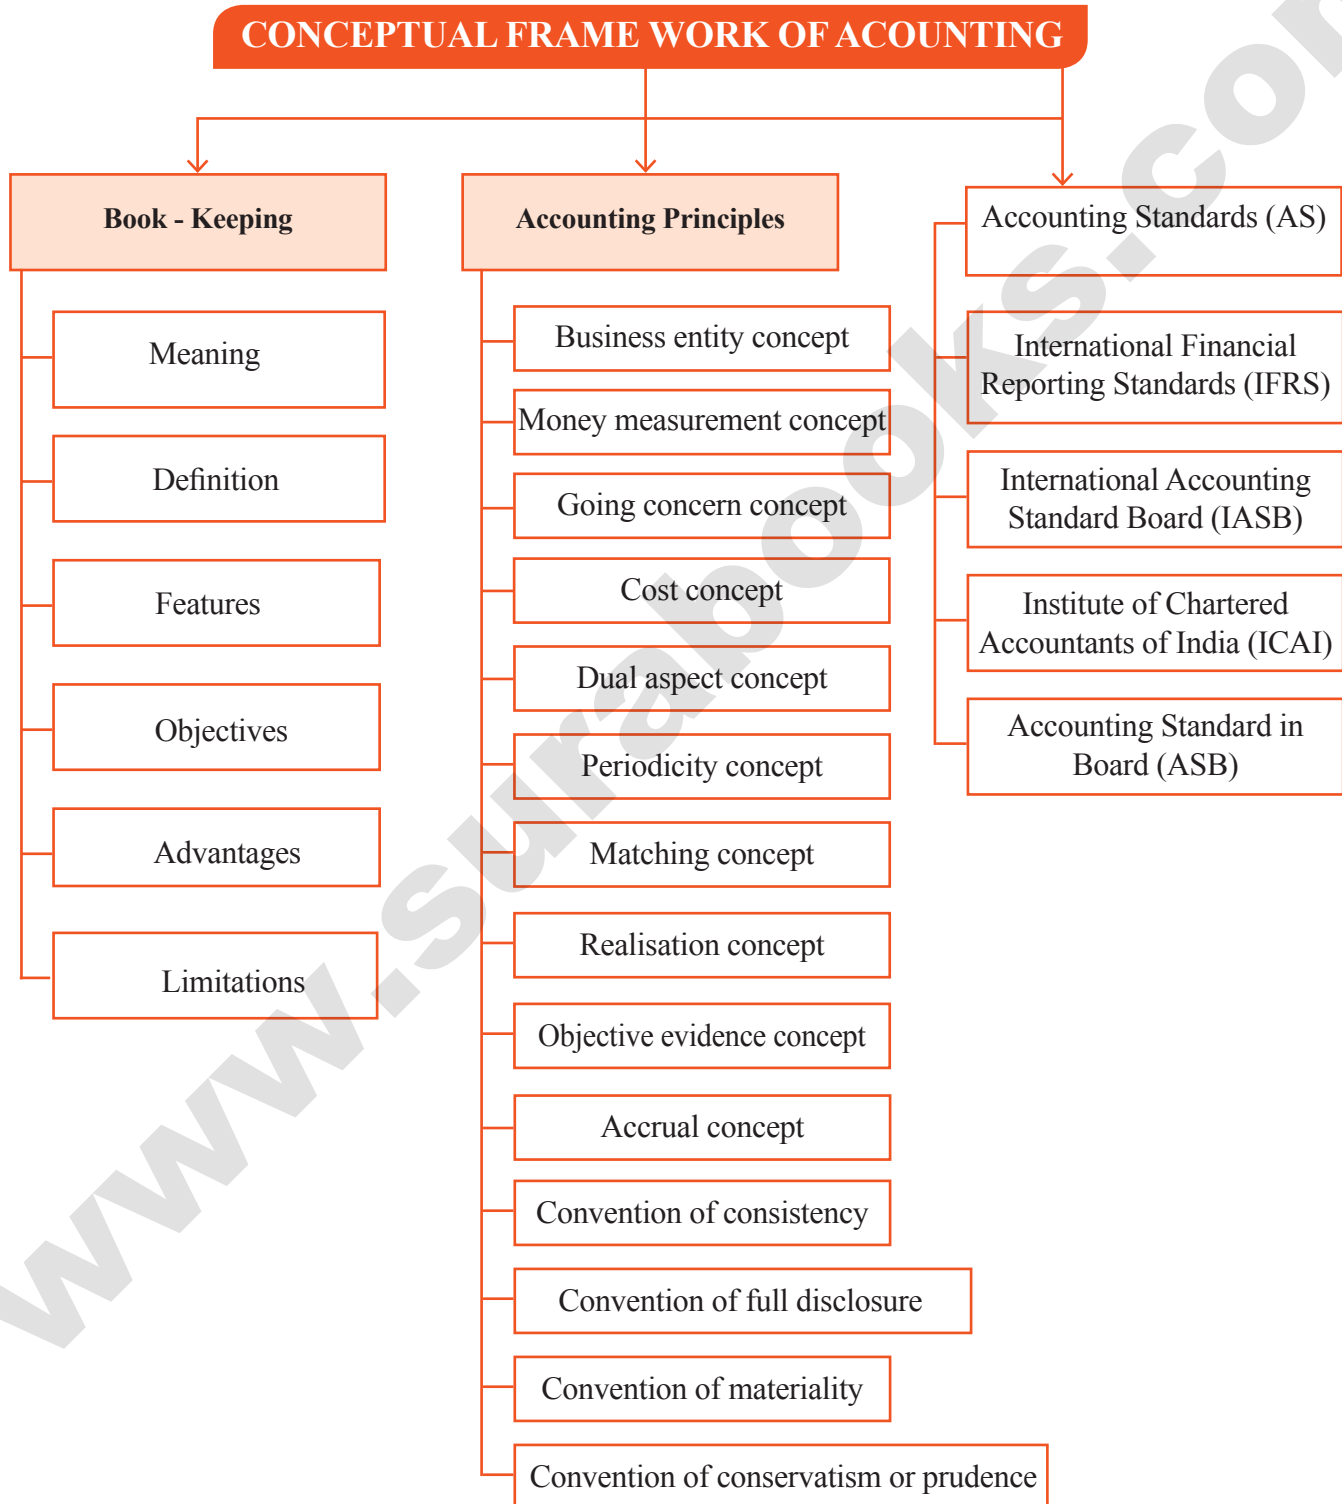 CONCEPTUAL FRAME WORK OF ACOUNTING
Book - Keeping
Meaning
Definition
Features
Objectives
Advantages
Limitations
Accounting Principles
Business entity concept
Money measurement concept
Going concern concept
Cost concept
Dual aspect concept
Periodicity concept
Matching concept
Realisation concept
Objective evidence concept
Accrual concept
Convention of consistency
Convention of full disclosure
Convention of materiality
Convention of conservatism or prudence
Accounting Standards (AS)
International Financial
Reporting Standards (IFRS)
International Accounting
Standard Board (IASB)
Institute of Chartered
Accountants of India (ICAI)
Accounting Standard in
Board (ASB)
www.surabooks.com